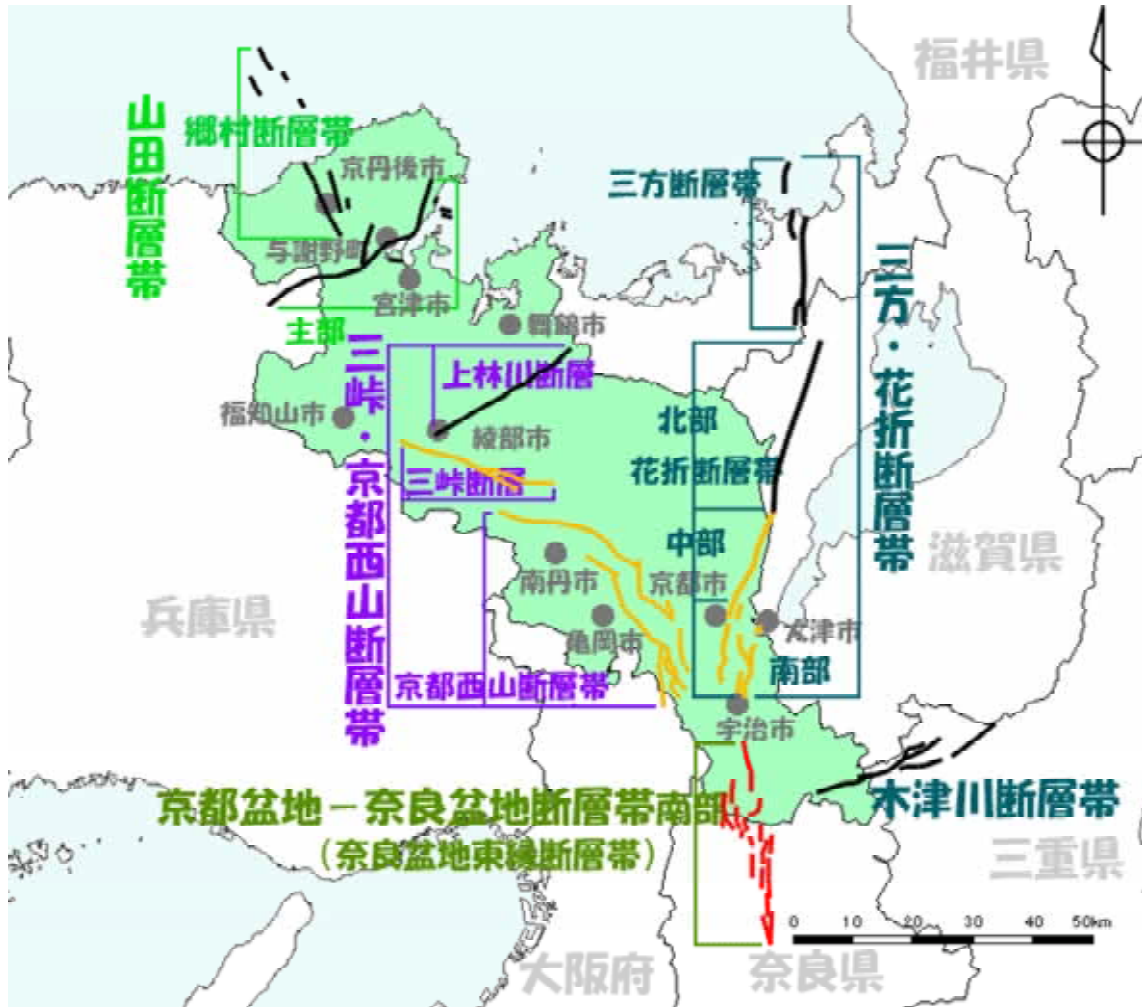 福井県
山田断層帯
郷村断層帯
京丹後市
三方断層帯
与謝野町
宮津市
三方・花折断層帯
主部
舞鶴市
三峠・京都西山断層帯
上林川断層
福知山市
綾部市
北部
花折断層帯
三峠断層
中部
滋賀県
南丹市
京都市
兵庫県
亀岡市
大津市
南部
京都西山断層帯
宇治市
京都盆地－奈良盆地断層帯南部
(奈良盆地東縁断層帯)
木津川断層帯
三重県
0 10 20 30 40 50km
大阪府
奈良県